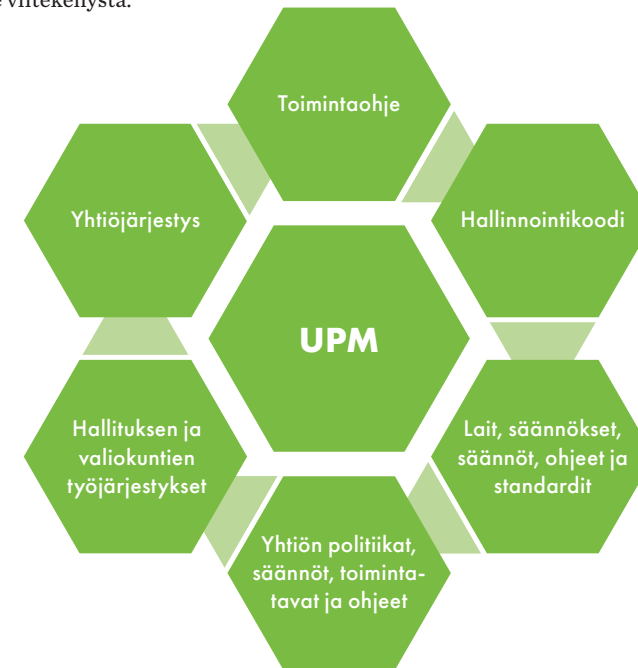 viitekehystä.
Toimintaohje
Yhtiöjärjestys
Hallinnointikoodi
UPM
Hallituksen ja
valiokuntien
työjärjestykset
Lait, säännökset,
säännöt, ohjeet ja
standardit
Yhtiön politiikat,
säännöt, toiminta-
tavat ja ohjeet